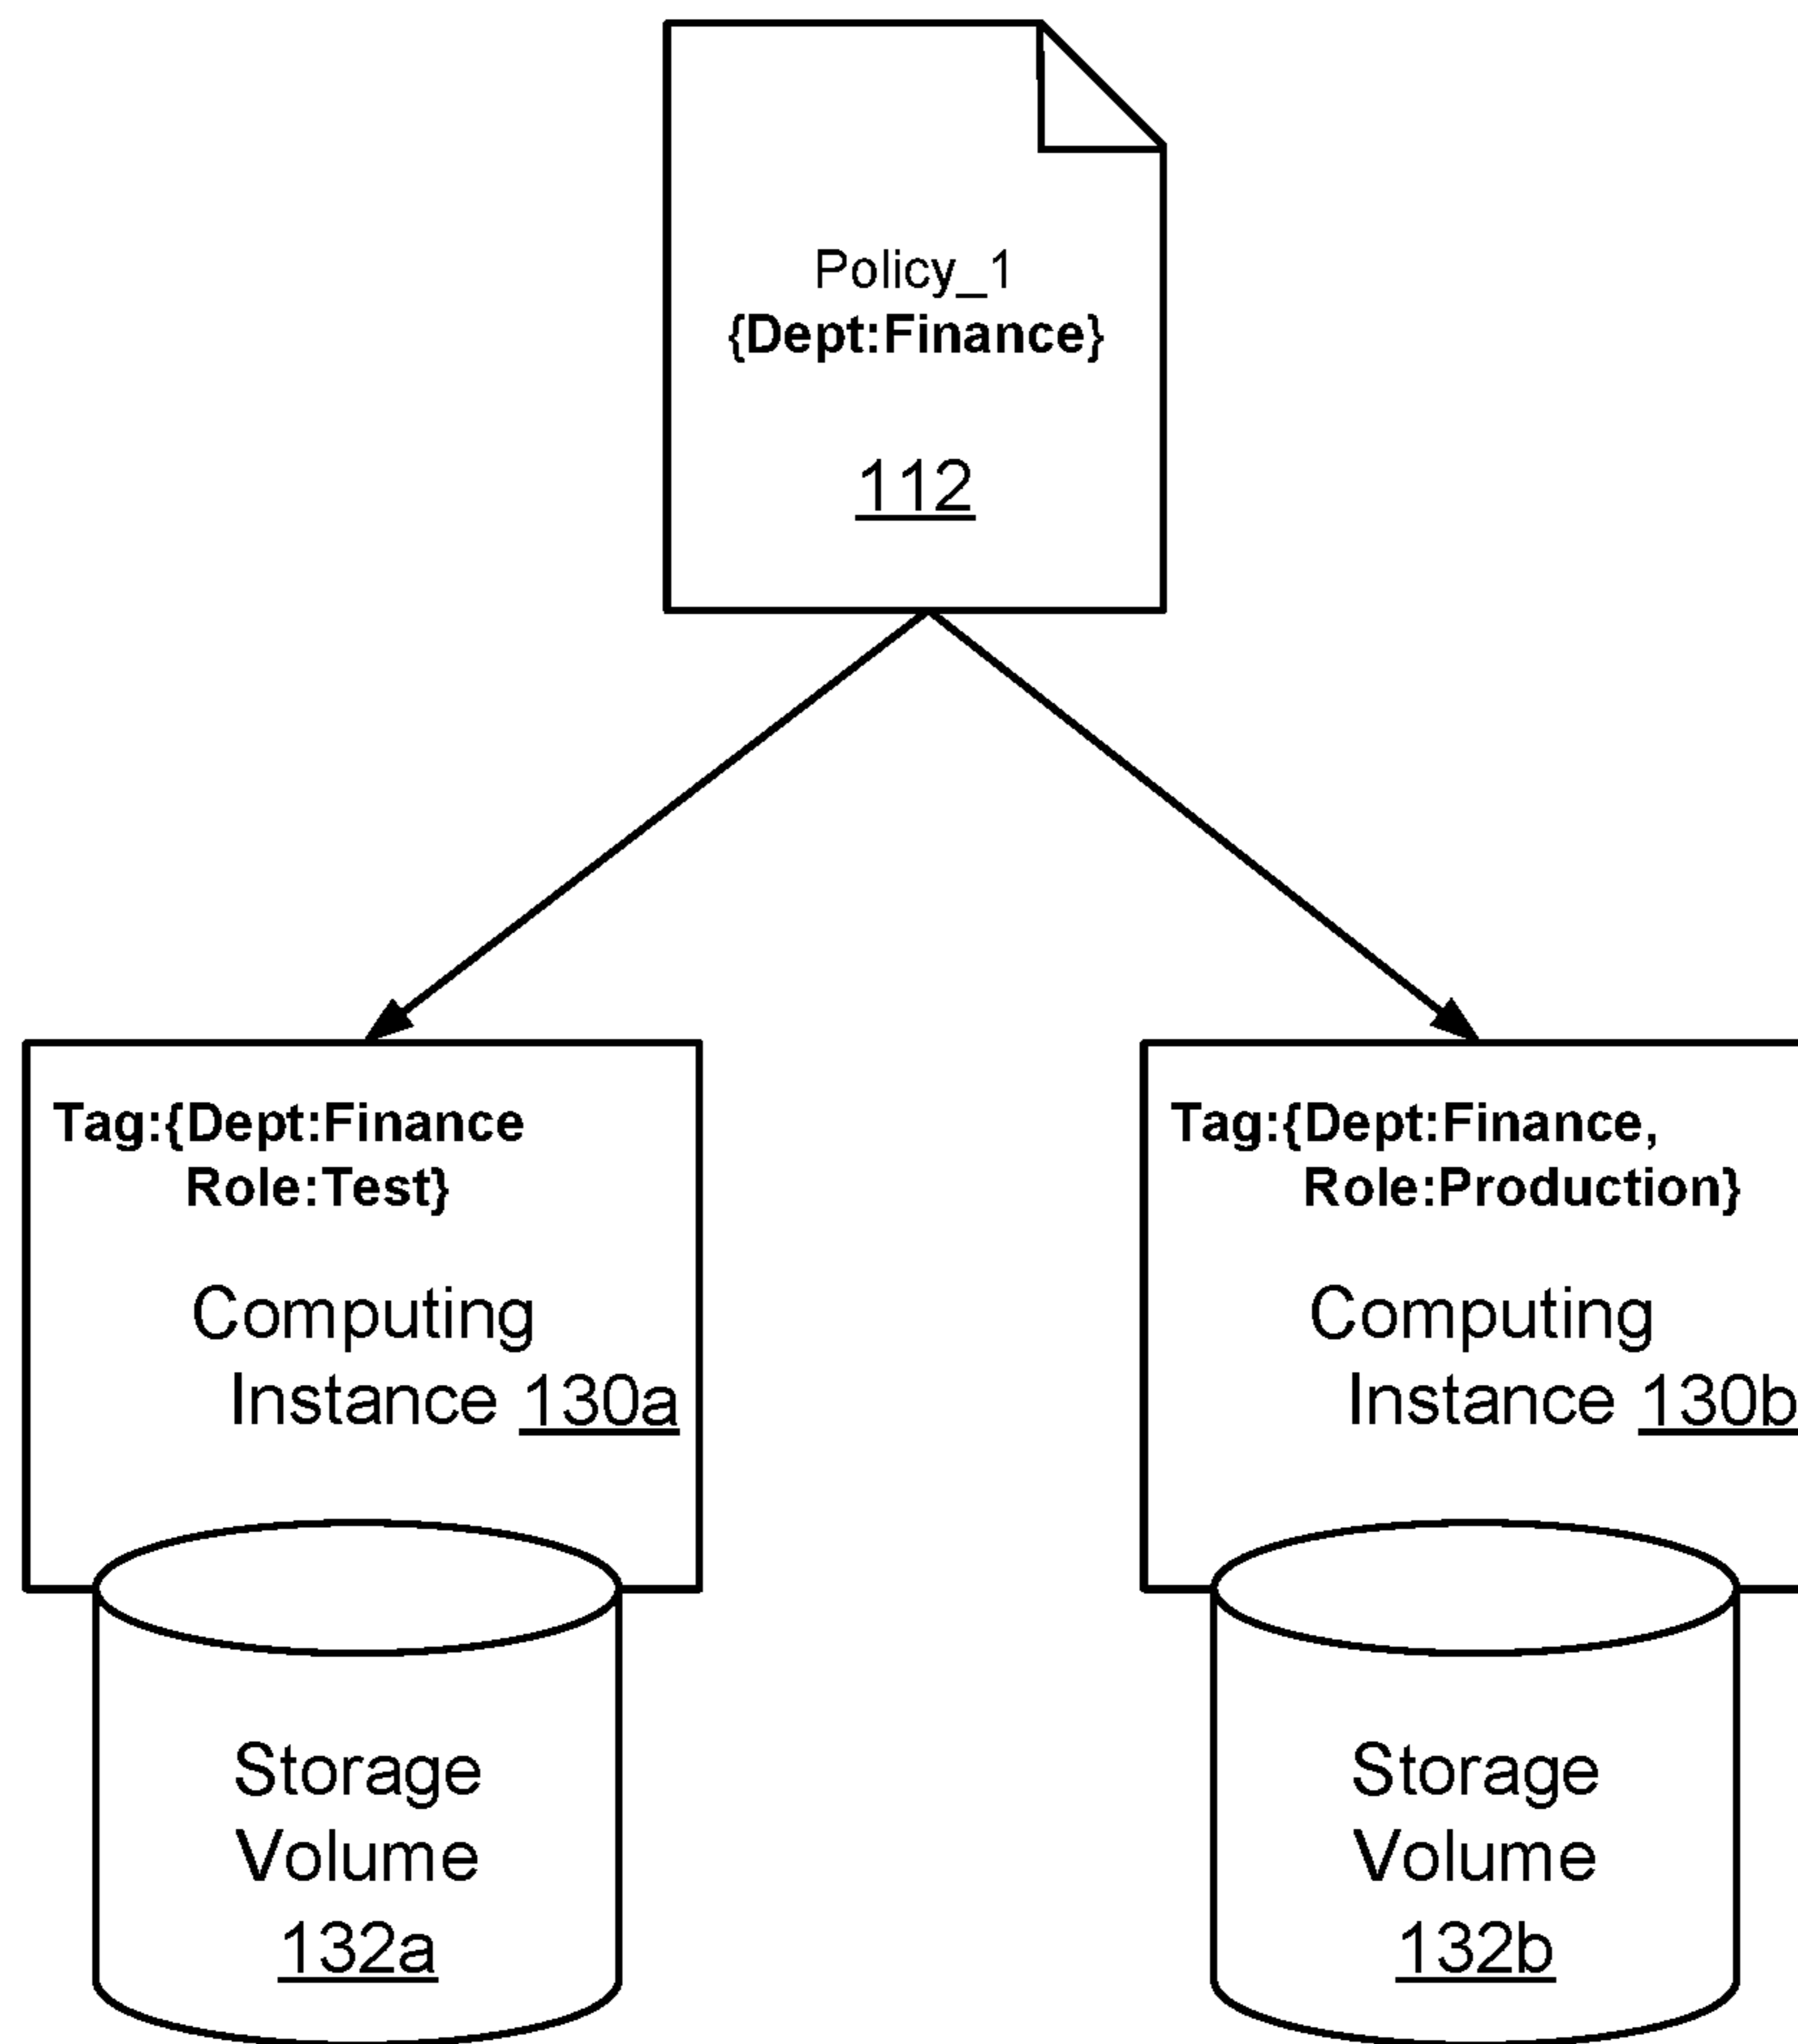 Policy_1
{Dept:Finance}
112
Tag:{Dept:Finance
Role:Test}
Computing
Instance 130a
Storage
Volume
132a
Tag:{Dept:Finance,
Role:Production}
Computing
Instance 130b
Storage
Volume
132b